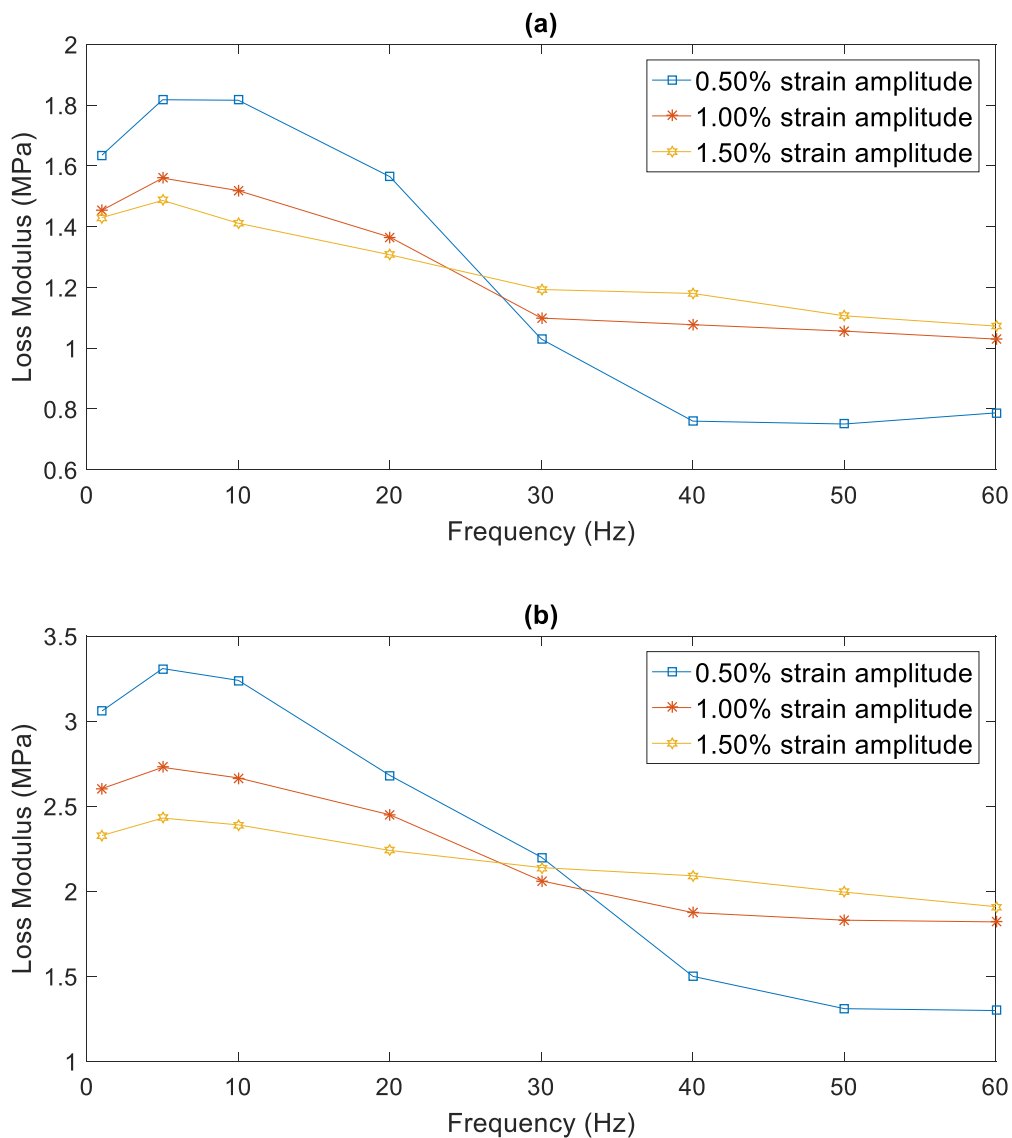 (a)
2
1.8
1.6
1.4
1.2
1
0.8
0.6
Loss Modulus (MPa)
0.50% strain amplitude
1.00% strain amplitude
1.50% strain amplitude
0 10 20 30 40 50 60
Frequency (Hz)
(b)
3.5
3
2.5
2
1.5
1
Loss Modulus (MPa)
0.50% strain amplitude
1.00% strain amplitude
1.50% strain amplitude
0 10 20 30 40 50 60
Frequency (Hz)